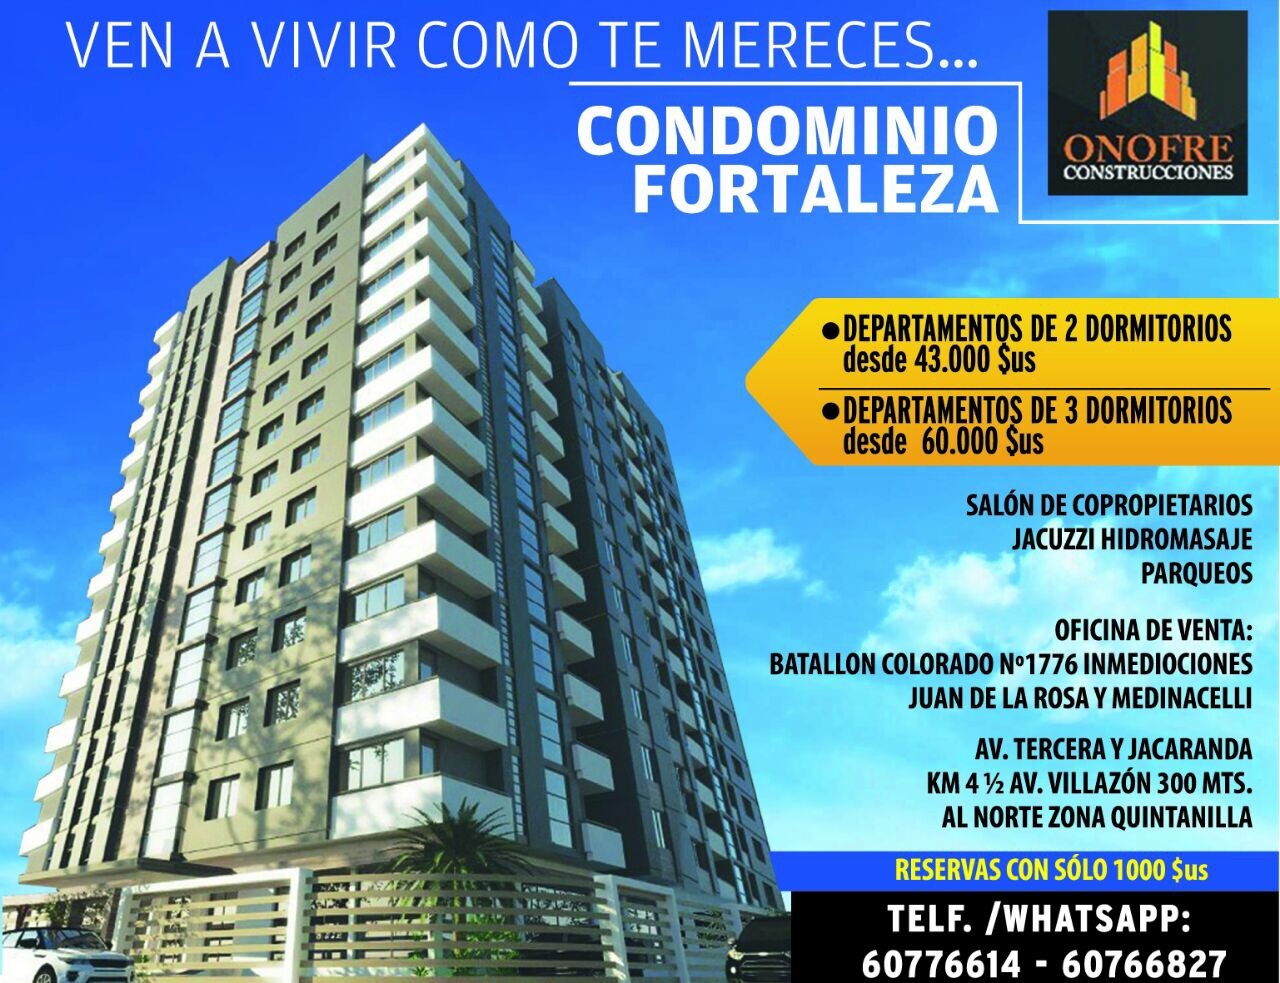 VEN A VIVIR COMO TE MERECES...
CONDOMINIO
FORTALEZA
ONOFRE
CONSTRUCCIONES
●DEPARTAMENTOS DE 2 DORMITORIOS
desde 43.000 $us
●DEPARTAMENTOS DE 3 DORMITORIOS
desde 60.000 $us
SALÓN DE COPROPIETARIOS
JACUZZI HIDROMASAJE
PARQUEOS
OFICINA DE VENTA:
BATALLON COLORADO Nº1776 INMEDIOCIONES
JUAN DE LA ROSA Y MEDINACELLI
AV. TERCERA Y JACARANDA
KM 4 ½ AV. VILLAZÓN 300 MTS.
AL NORTE ZONA QUINTANILLA
RESERVAS CON SÓLO 1000 $us
TELF. /WHATSAPP:
60776614 - 60766827